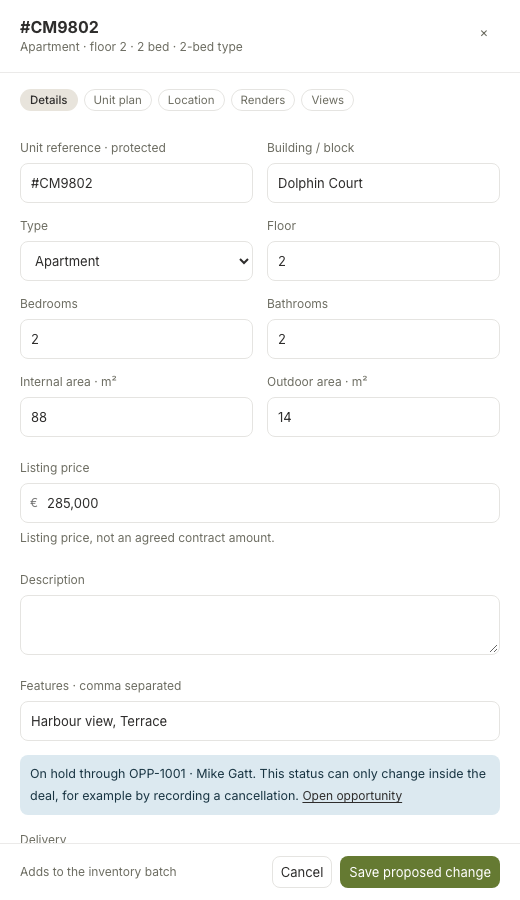 #CM9802
×
Apartment · floor 2 · 2 bed · 2-bed type
Details Unit plan Location Renders Views
Unit reference · protected Building / block
#CM9802 Dolphin Court
Type Floor
Apartment 2
Bedrooms Bathrooms
2 2
Internal area · m² Outdoor area · m²
88 14
Listing price
€ 285,000
Listing price, not an agreed contract amount.
Description
Features · comma separated
Harbour view, Terrace
On hold through OPP-1001 · Mike Gatt. This status can only change inside the
deal, for example by recording a cancellation. Open opportunity
Delivery
Adds to the inventory batch Cancel Save proposed change